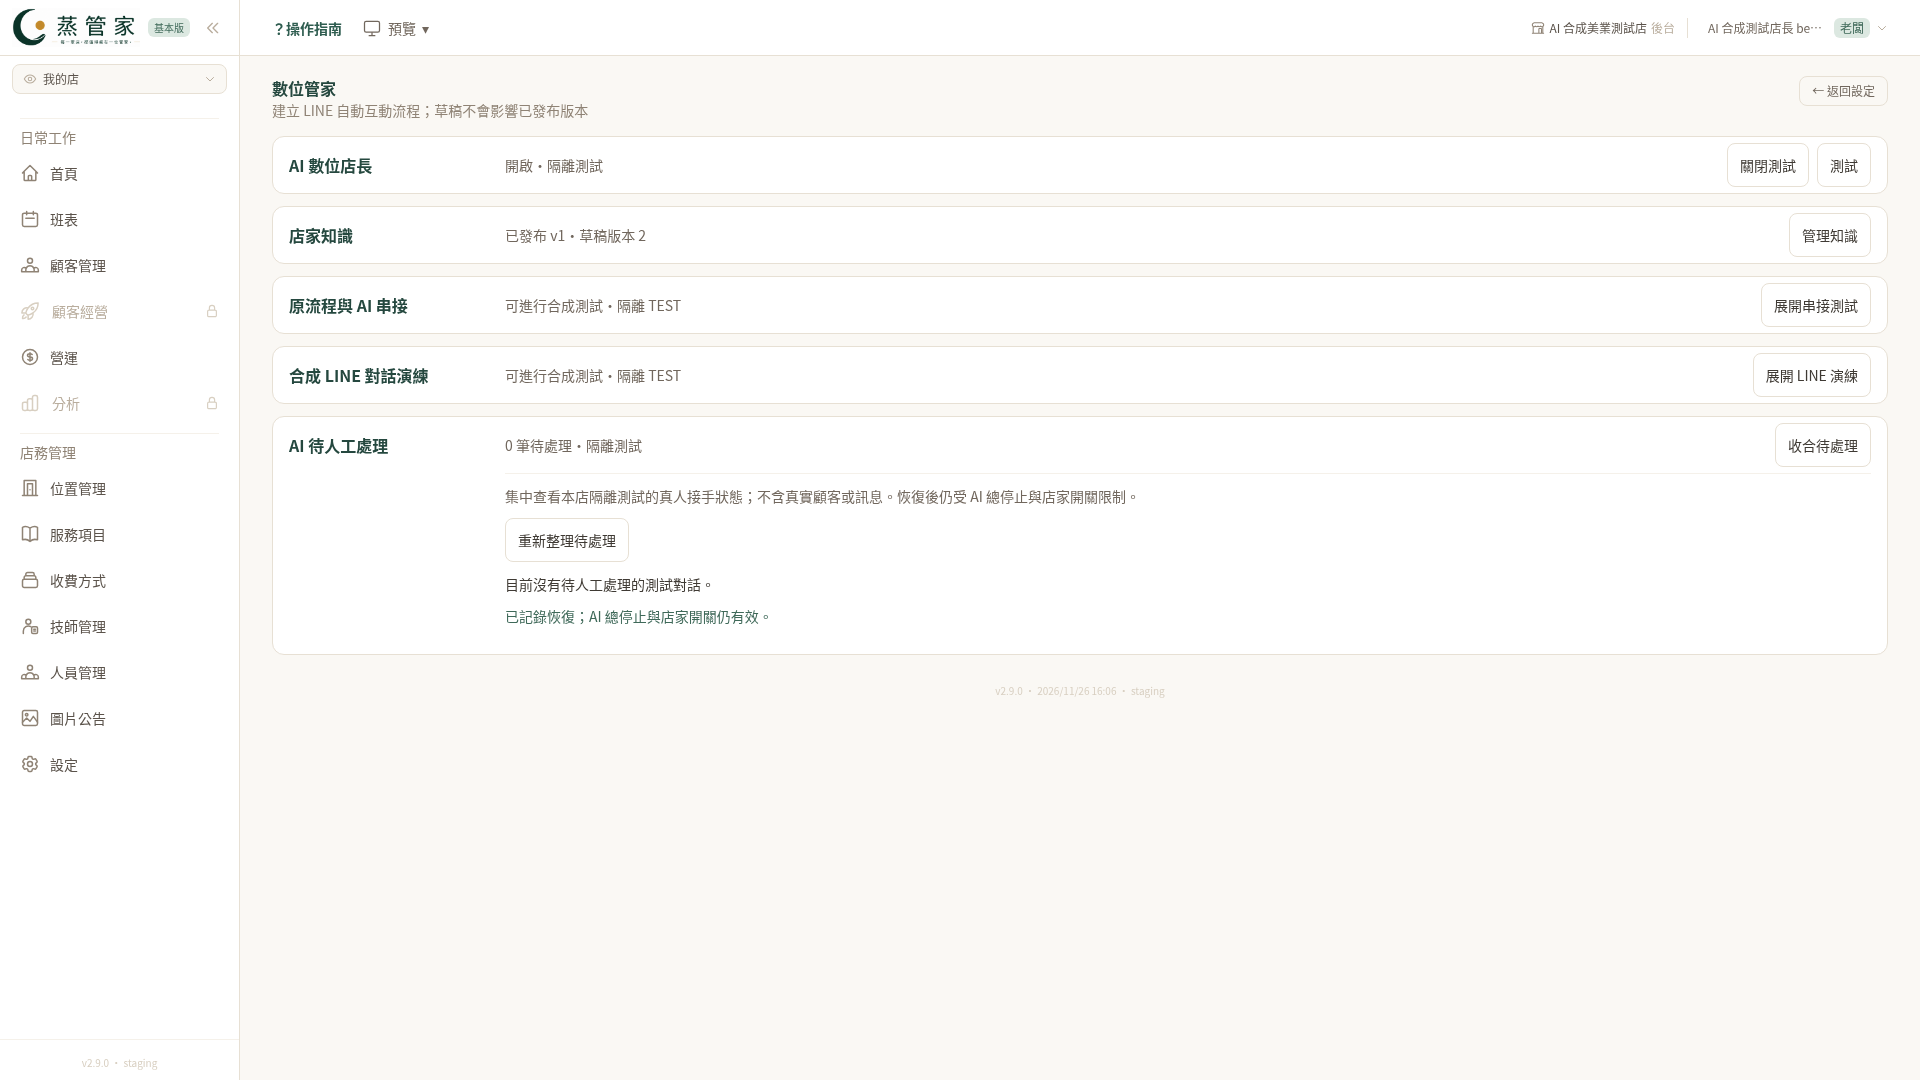 蒸管家 基本版
我的店
日常工作
首頁
班表
顧客管理
顧客經營
營運
分析
店務管理
位置管理
服務項目
收費方式
技師管理
人員管理
圖片公告
設定
v2.9.0 · staging
? 操作指南 預覽 ▾
AI 合成美業測試店 後台 AI 合成測試店長 be… 老闆
數位管家
建立 LINE 自動互動流程；草稿不會影響已發布版本
← 返回設定
AI 數位店長 開啟・隔離測試 關閉測試 測試
店家知識 已發布 v1・草稿版本 2 管理知識
原流程與 AI 串接 可進行合成測試・隔離 TEST 展開串接測試
合成 LINE 對話演練 可進行合成測試・隔離 TEST 展開 LINE 演練
AI 待人工處理 0 筆待處理・隔離測試 收合待處理
集中查看本店隔離測試的真人接手狀態；不含真實顧客或訊息。恢復後仍受 AI 總停止與店家開關限制。
重新整理待處理
目前沒有待人工處理的測試對話。
已記錄恢復；AI 總停止與店家開關仍有效。
v2.9.0 · 2026/11/26 16:06 · staging